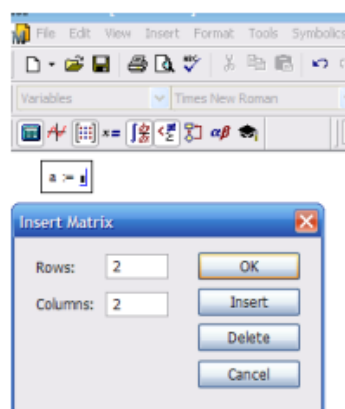 File Edit View Insert Format Tools Symbolics
Variables Times New Roman
αβ
a :=
Insert Matrix
Rows: 2 OK
Columns: 2 Insert
Delete
Cancel